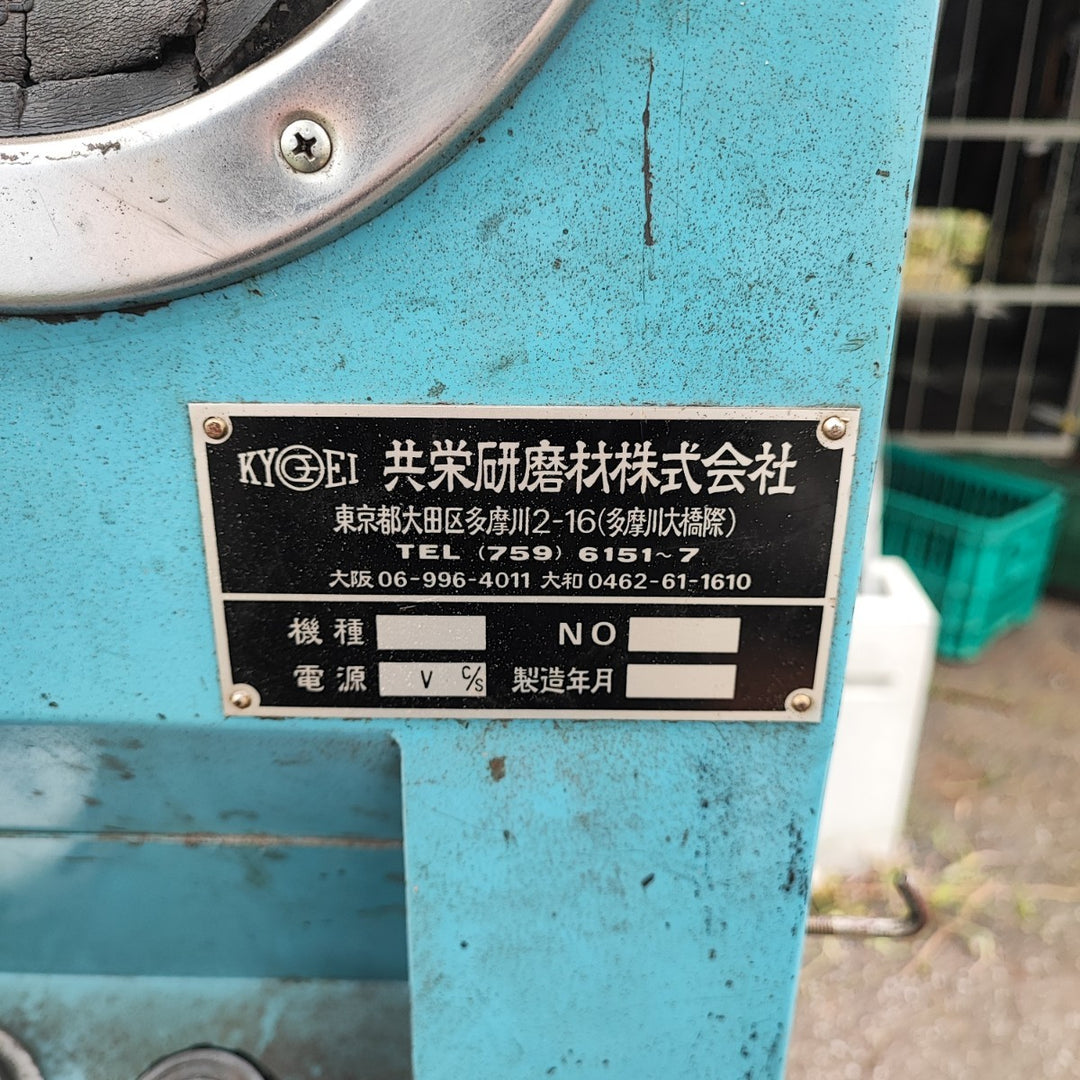 KYOEI 共栄研磨材株式会社
東京都大田区多摩川2-16(多摩川大橋際)
TEL (759) 6151~7
大阪 06-996-4011 大和 0462-61-1610
機種 NO
電源 V C/S 製造年月